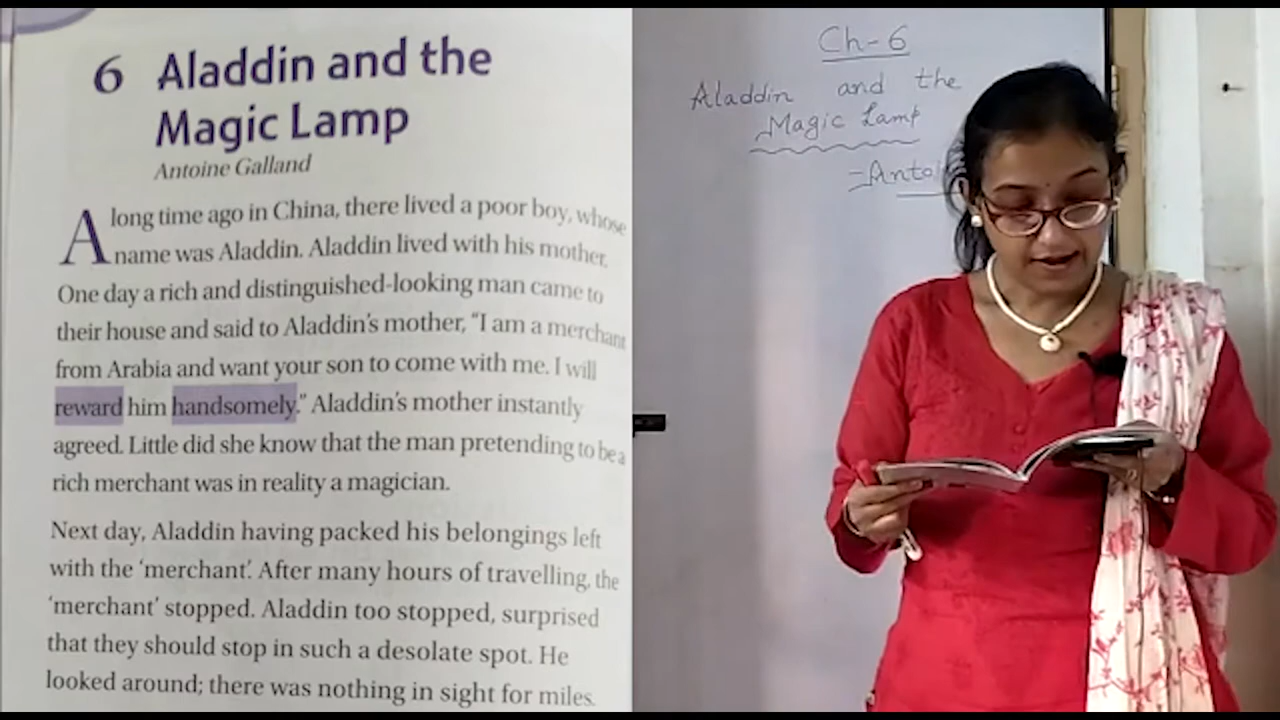 6 Aladdin and the
Magic Lamp
Antoine Galland
A long time ago in China, there lived a poor boy, whose
name was Aladdin. Aladdin lived with his mother.
One day a rich and distinguished-looking man came to
their house and said to Aladdin's mother, "I am a merchant
from Arabia and want your son to come with me. I will
reward him handsomely." Aladdin's mother instantly
agreed. Little did she know that the man pretending to be a
rich merchant was in reality a magician.
Next day, Aladdin having packed his belongings left
with the 'merchant'. After many hours of travelling, the
'merchant' stopped. Aladdin too stopped, surprised
that they should stop in such a desolate spot. He
looked around; there was nothing in sight for miles.
Ch-6
Aladdin and the
Magic Lamp